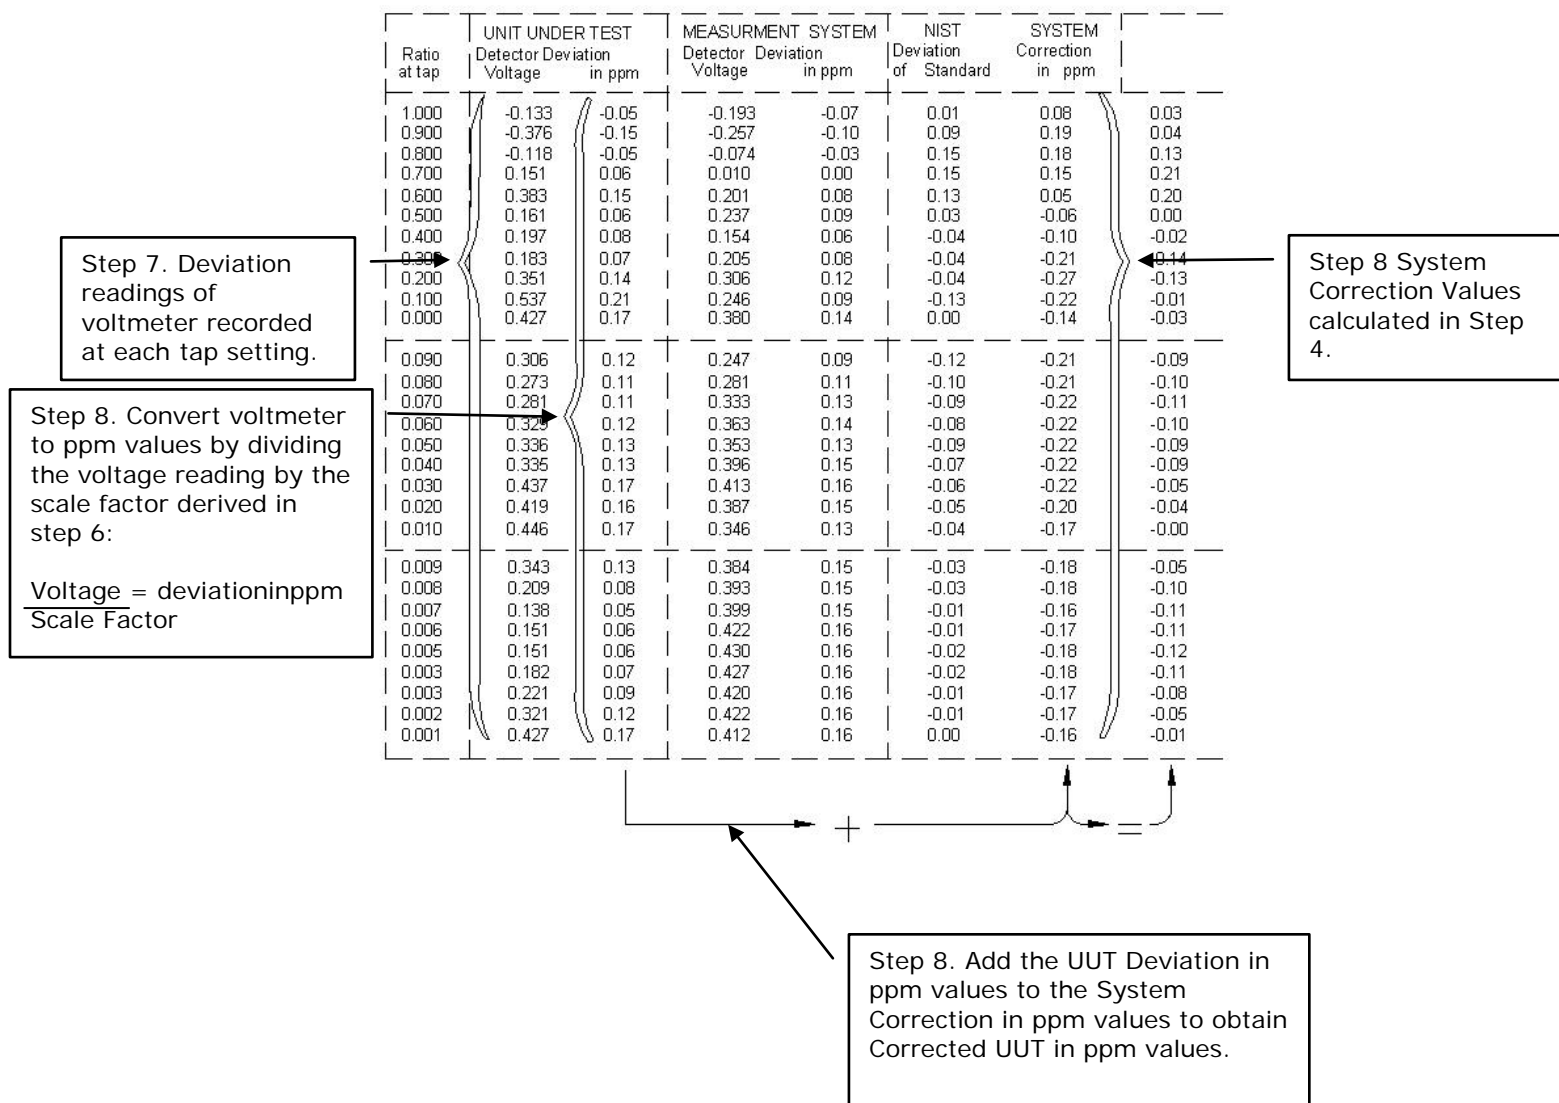 UNIT UNDER TEST MEASURMENT SYSTEM NIST SYSTEM
Ratio Detector Deviation Detector Deviation Deviation Correction
at tap Voltage in ppm Voltage in ppm of Standard in ppm
1.000 -0.133 -0.05 -0.193 -0.07 0.01 0.08 0.03
0.900 -0.376 -0.15 -0.257 -0.10 0.09 0.19 0.04
0.800 -0.118 -0.05 -0.074 -0.03 0.15 0.18 0.13
0.700 0.151 0.06 0.010 0.00 0.15 0.15 0.21
0.600 0.383 0.15 0.201 0.08 0.13 0.05 0.20
0.500 0.161 0.06 0.237 0.09 0.03 -0.06 0.00
0.400 0.197 0.08 0.154 0.06 -0.04 -0.10 -0.02
0.300 0.183 0.07 0.205 0.08 -0.04 -0.21 -0.14
0.200 0.351 0.14 0.306 0.12 -0.04 -0.27 -0.13
0.100 0.537 0.21 0.246 0.09 -0.13 -0.22 -0.01
0.000 0.427 0.17 0.380 0.14 0.00 -0.14 -0.03
0.090 0.306 0.12 0.247 0.09 -0.12 -0.21 -0.09
0.080 0.273 0.11 0.281 0.11 -0.10 -0.21 -0.10
0.070 0.281 0.11 0.333 0.13 -0.09 -0.22 -0.11
0.060 0.329 0.12 0.363 0.14 -0.08 -0.22 -0.10
0.050 0.336 0.13 0.353 0.13 -0.09 -0.22 -0.09
0.040 0.335 0.13 0.396 0.15 -0.07 -0.22 -0.09
0.030 0.437 0.17 0.413 0.16 -0.06 -0.22 -0.05
0.020 0.419 0.16 0.387 0.15 -0.05 -0.20 -0.04
0.010 0.446 0.17 0.346 0.13 -0.04 -0.17 -0.00
0.009 0.343 0.13 0.384 0.15 -0.03 -0.18 -0.05
0.008 0.209 0.08 0.393 0.15 -0.03 -0.18 -0.10
0.007 0.138 0.05 0.399 0.15 -0.01 -0.16 -0.11
0.006 0.151 0.06 0.422 0.16 -0.01 -0.17 -0.11
0.005 0.151 0.06 0.430 0.16 -0.02 -0.18 -0.12
0.003 0.182 0.07 0.427 0.16 -0.02 -0.18 -0.11
0.003 0.221 0.09 0.420 0.16 -0.01 -0.17 -0.08
0.002 0.321 0.12 0.422 0.16 -0.01 -0.17 -0.05
0.001 0.427 0.17 0.412 0.16 0.00 -0.16 -0.01
+ =
Step 7. Deviation
readings of
voltmeter recorded
at each tap setting.
Step 8. Convert voltmeter
to ppm values by dividing
the voltage reading by the
scale factor derived in
step 6:
Voltage = deviationinppm
Scale Factor
Step 8 System
Correction Values
calculated in Step
4.
Step 8. Add the UUT Deviation in
ppm values to the System
Correction in ppm values to obtain
Corrected UUT in ppm values.